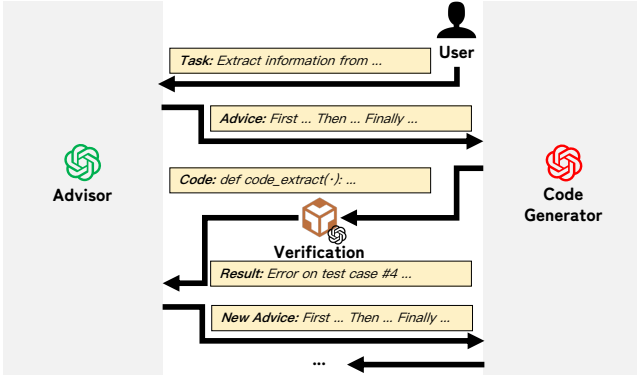 User
Task: Extract information from ...
Advice: First ... Then ... Finally ...
Advisor
Code: def code_extract(·): ...
Code
Generator
Verification
Result: Error on test case #4 ...
New Advice: First ... Then ... Finally ...
...